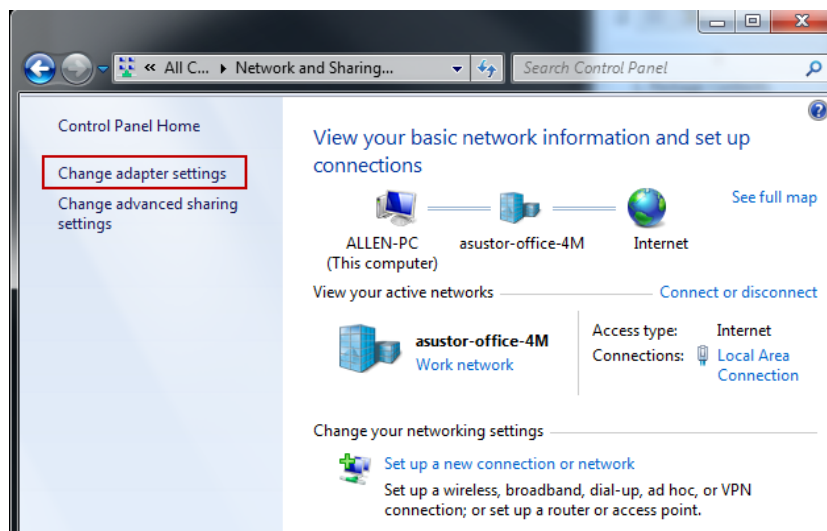 « All C... ▸ Network and Sharing...
Search Control Panel
Control Panel Home
Change adapter settings
Change advanced sharing
settings
View your basic network information and set up
connections
See full map
ALLEN-PC
(This computer)
asustor-office-4M
Internet
View your active networks
Connect or disconnect
asustor-office-4M
Work network
Access type: Internet
Connections: Local Area
Connection
Change your networking settings
Set up a new connection or network
Set up a wireless, broadband, dial-up, ad hoc, or VPN
connection; or set up a router or access point.